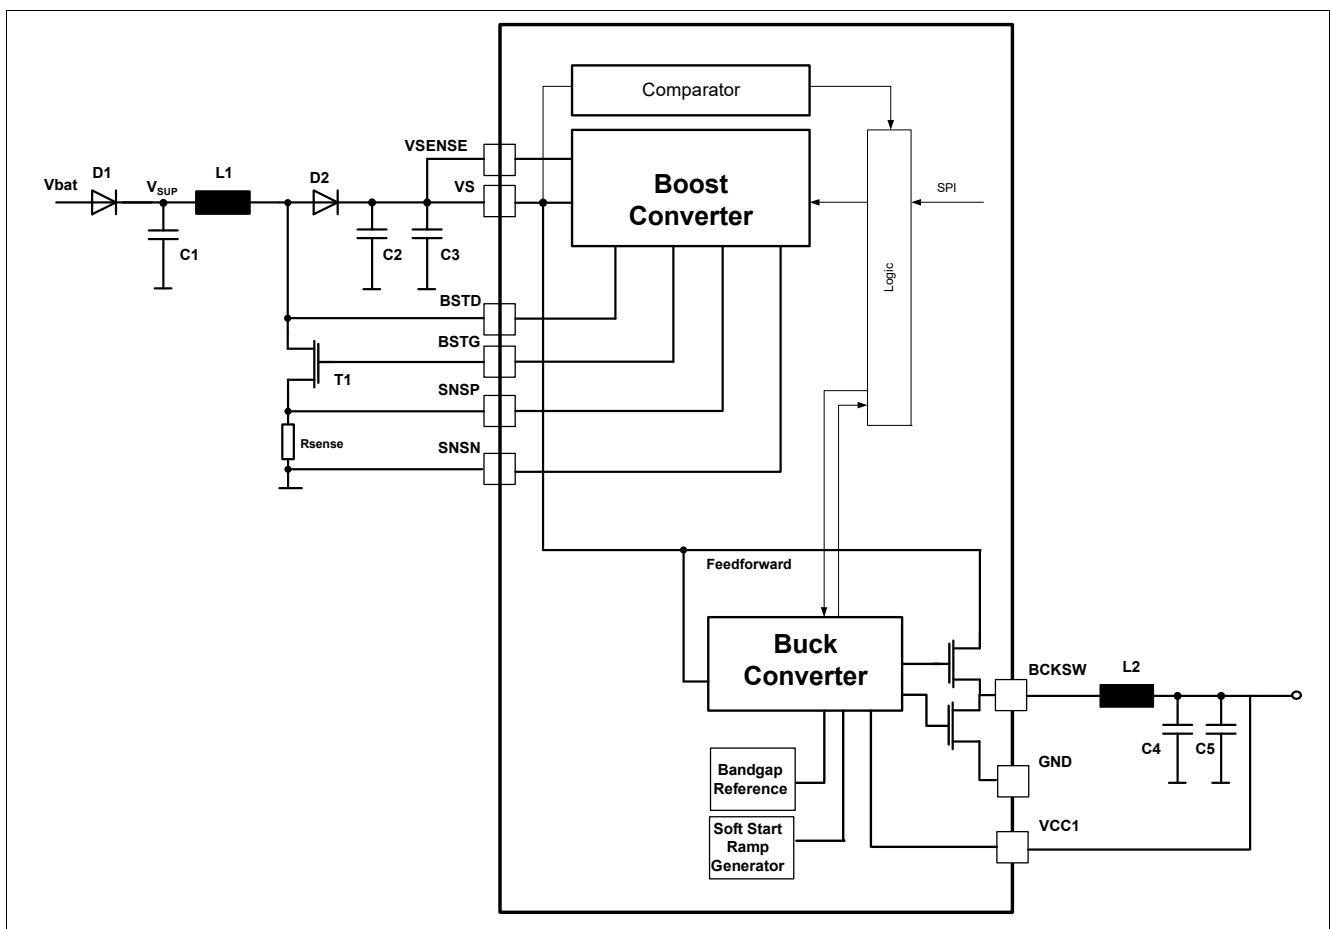 Comparator
VSENSE
D1
L1
D2
Vbat
VSUP
VS
Boost
Converter
SPI
C1
C2
C3
Logic
BSTD
BSTG
T1
SNSP
Rsense
SNSN
Feedforward
Buck
Converter
BCKSW
L2
C4
C5
GND
Bandgap
Reference
VCC1
Soft Start
Ramp
Generator